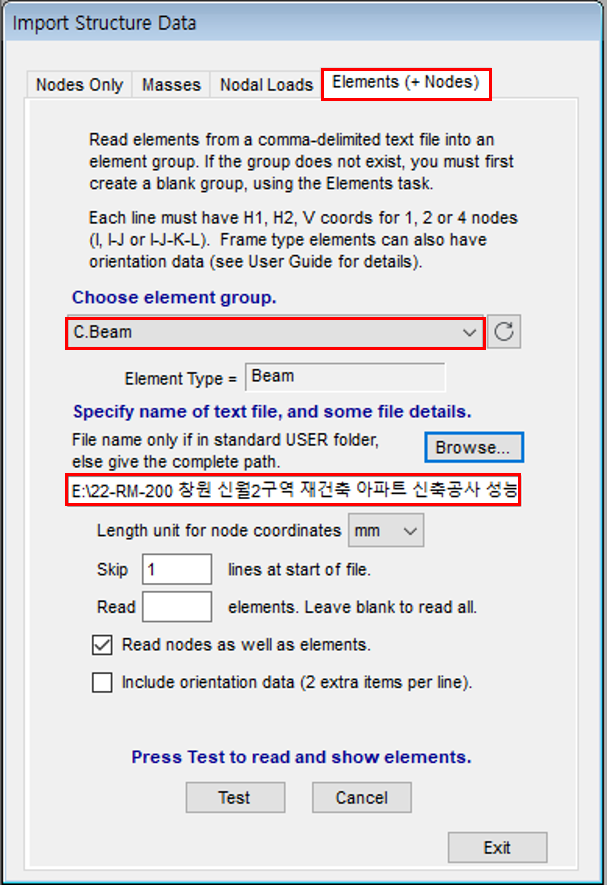 Import Structure Data
Nodes Only Masses Nodal Loads Elements (+ Nodes)
Read elements from a comma-delimited text file into an
element group. If the group does not exist, you must first
create a blank group, using the Elements task.
Each line must have H1, H2, V coords for 1, 2 or 4 nodes
(I, I-J or I-J-K-L). Frame type elements can also have
orientation data (see User Guide for details).
Choose element group.
C.Beam
Element Type = Beam
Specify name of text file, and some file details.
File name only if in standard USER folder,
else give the complete path.
Browse...
E:\22-RM-200 창원 신월2구역 재건축 아파트 신축공사 성능
Length unit for node coordinates mm
Skip 1 lines at start of file.
Read elements. Leave blank to read all.
Read nodes as well as elements.
Include orientation data (2 extra items per line).
Press Test to read and show elements.
Test Cancel
Exit